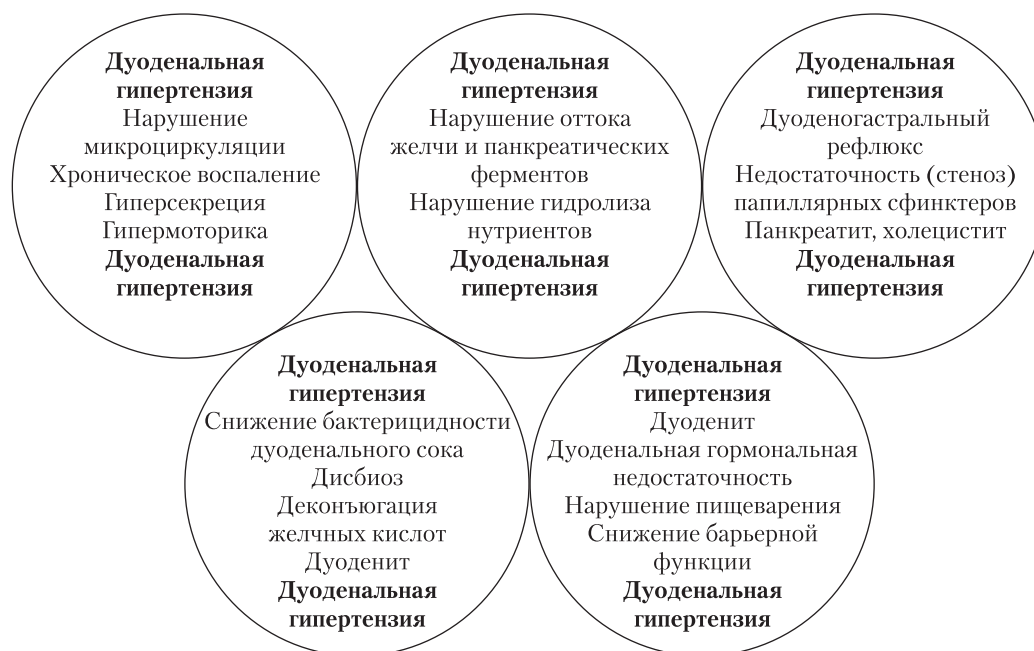 Дуоденальная
гипертензия
Нарушение
микроциркуляции
Хроническое воспаление
Гиперсекреция
Гипермоторика
Дуоденальная
гипертензия
Дуоденальная
гипертензия
Нарушение оттока
желчи и панкреатических
ферментов
Нарушение гидролиза
нутриентов
Дуоденальная
гипертензия
Дуоденальная
гипертензия
Дуоденогастральный
рефлюкс
Недостаточность (стеноз)
папиллярных сфинктеров
Панкреатит, холецистит
Дуоденальная
гипертензия
Дуоденальная
гипертензия
Снижение бактерицидности
дуоденального сока
Дисбиоз
Деконъюгация
желчных кислот
Дуоденит
Дуоденальная
гипертензия
Дуоденальная
гипертензия
Дуоденит
Дуоденальная гормональная
недостаточность
Нарушение пищеварения
Снижение барьерной
функции
Дуоденальная
гипертензия